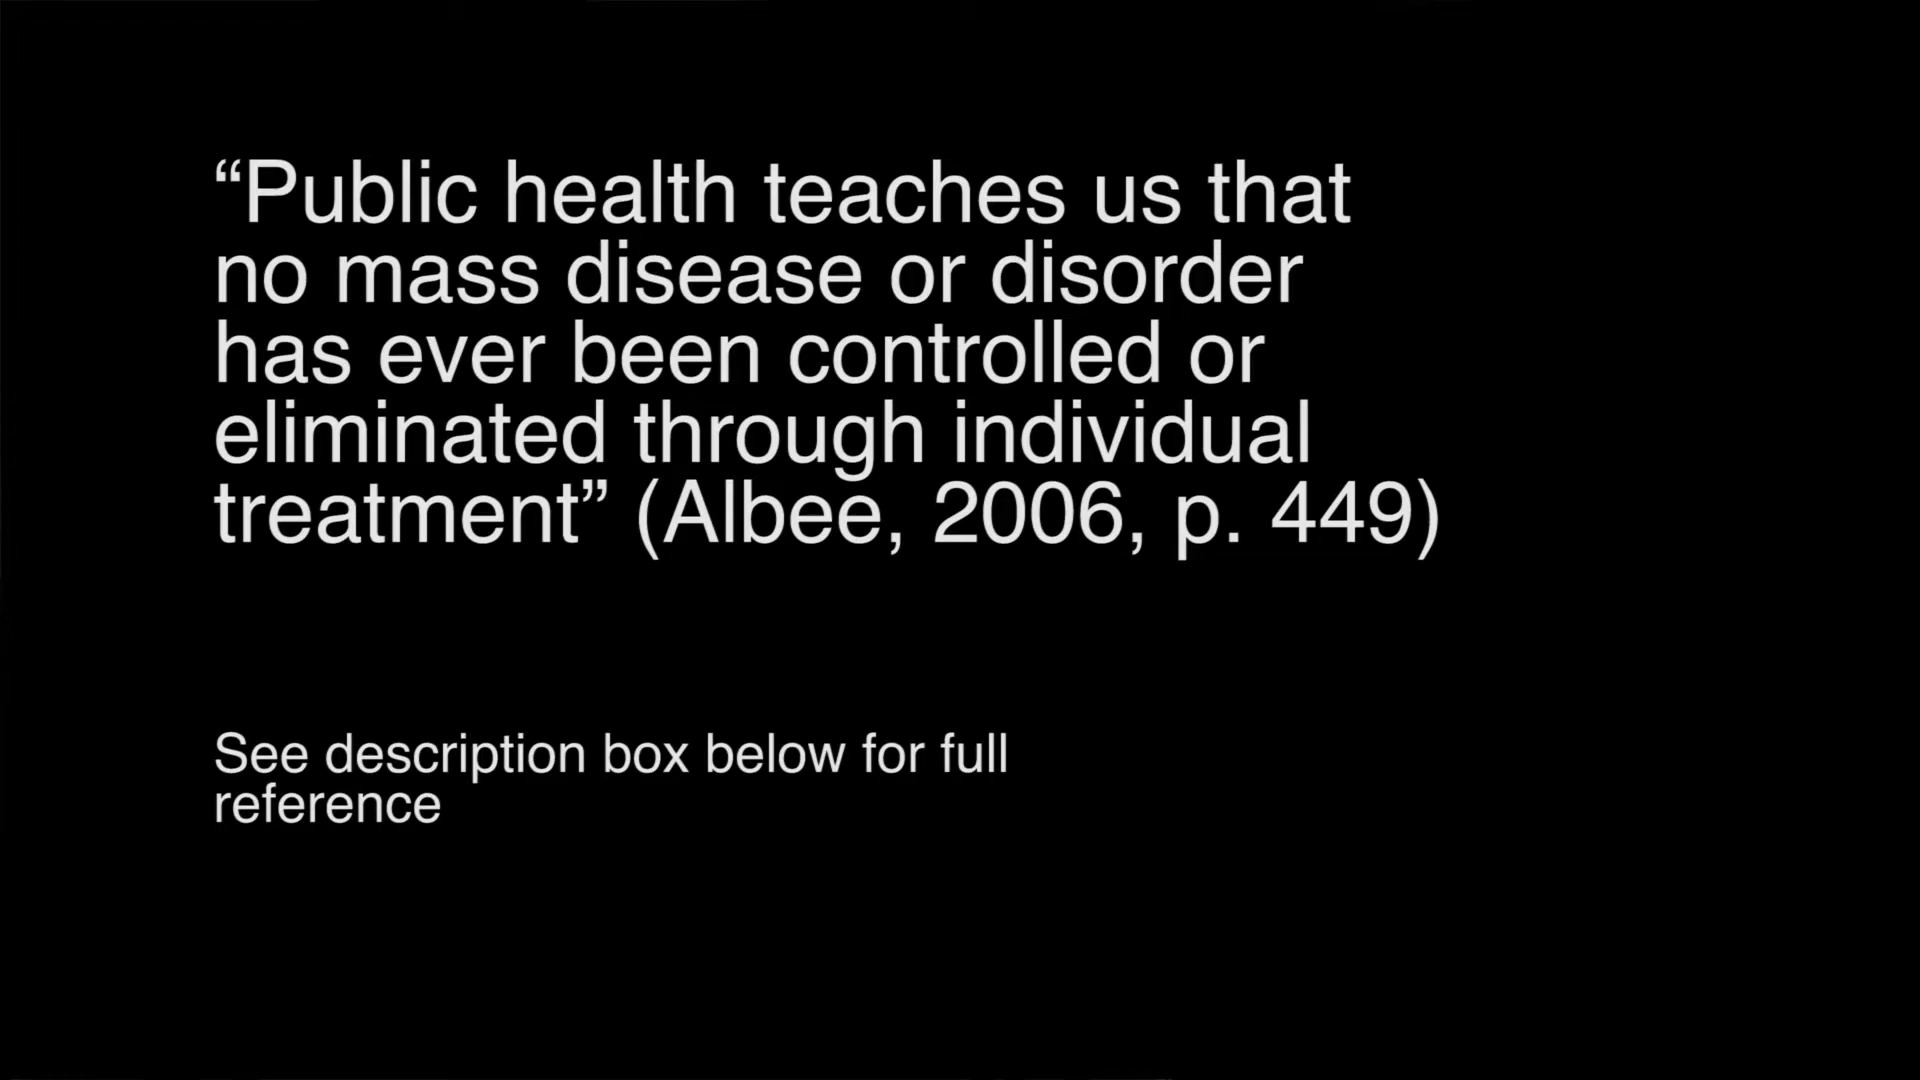 “Public health teaches us that
no mass disease or disorder
has ever been controlled or
eliminated through individual
treatment” (Albee, 2006, p. 449)
See description box below for full
reference